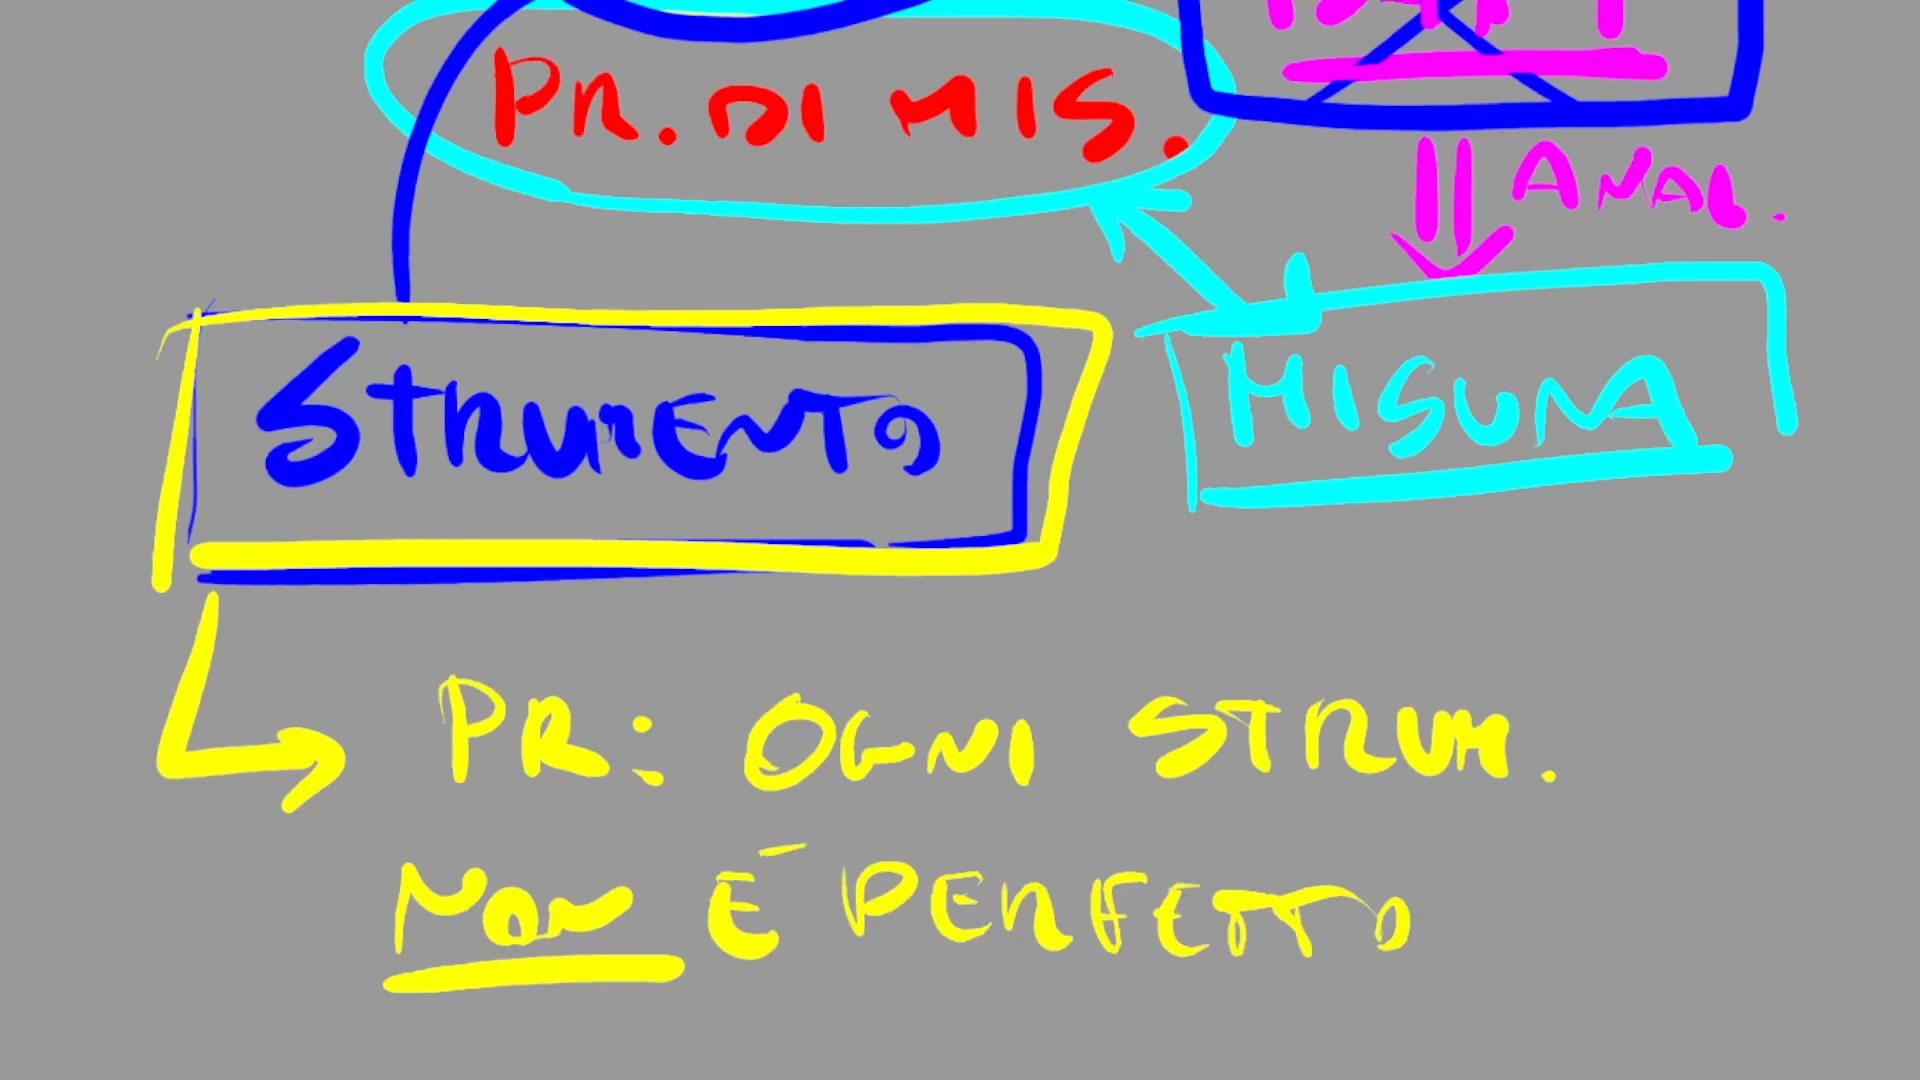 PR. DI MIS.
ANAL.
STRUMENTO
MISURA
PR: OGNI STRUM.
NON É PERFETTO